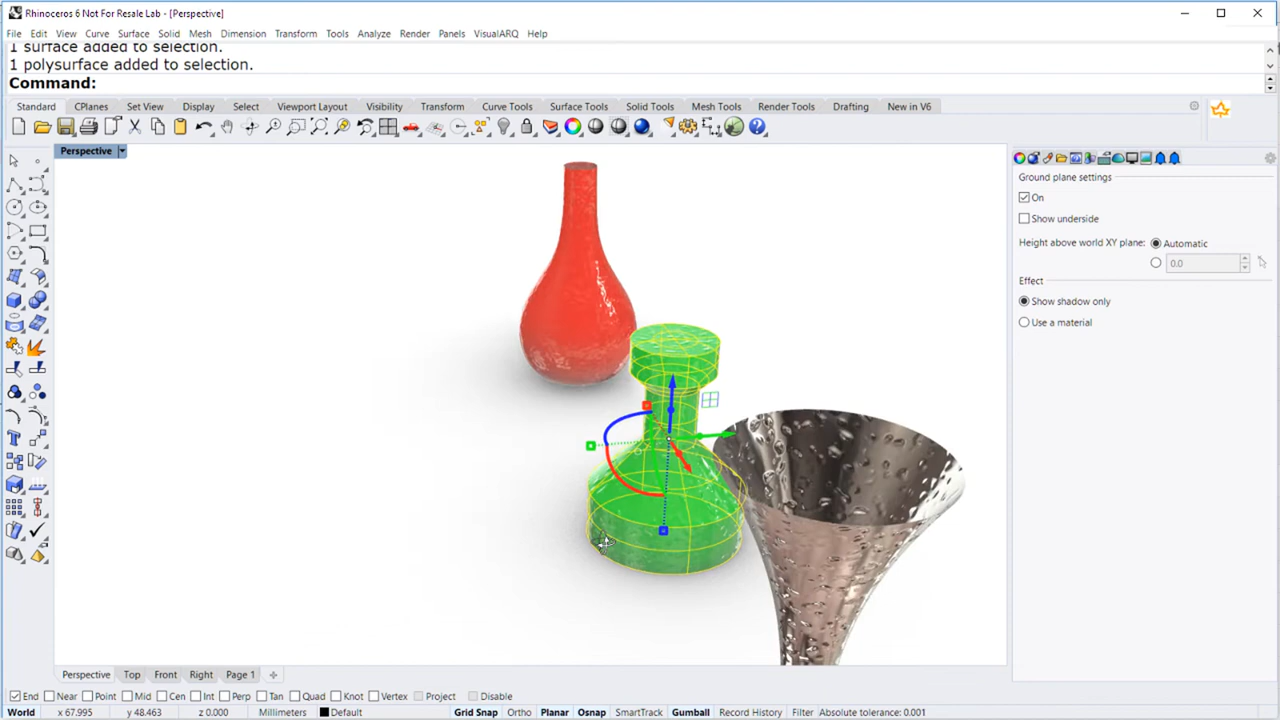 Rhinoceros 6 Not For Resale Lab - [Perspective]
File Edit View Curve Surface Solid Mesh Dimension Transform Tools Analyze Render Panels VisualARQ Help
1 surface added to selection.
1 polysurface added to selection.
Command:
Standard CPlanes Set View Display Select Viewport Layout Visibility Transform Curve Tools Surface Tools Solid Tools Mesh Tools Render Tools Drafting New in V6
Perspective
Ground plane settings
On
Show underside
Height above world XY plane: Automatic
0.0
Effect
Show shadow only
Use a material
Perspective Top Front Right Page 1
End Near Point Mid Cen Int Perp Tan Quad Knot Vertex Project Disable
World x 67.995 y 48.463 z 0.000 Millimeters Default Grid Snap Ortho Planar Osnap SmartTrack Gumball Record History Filter Absolute tolerance: 0.001